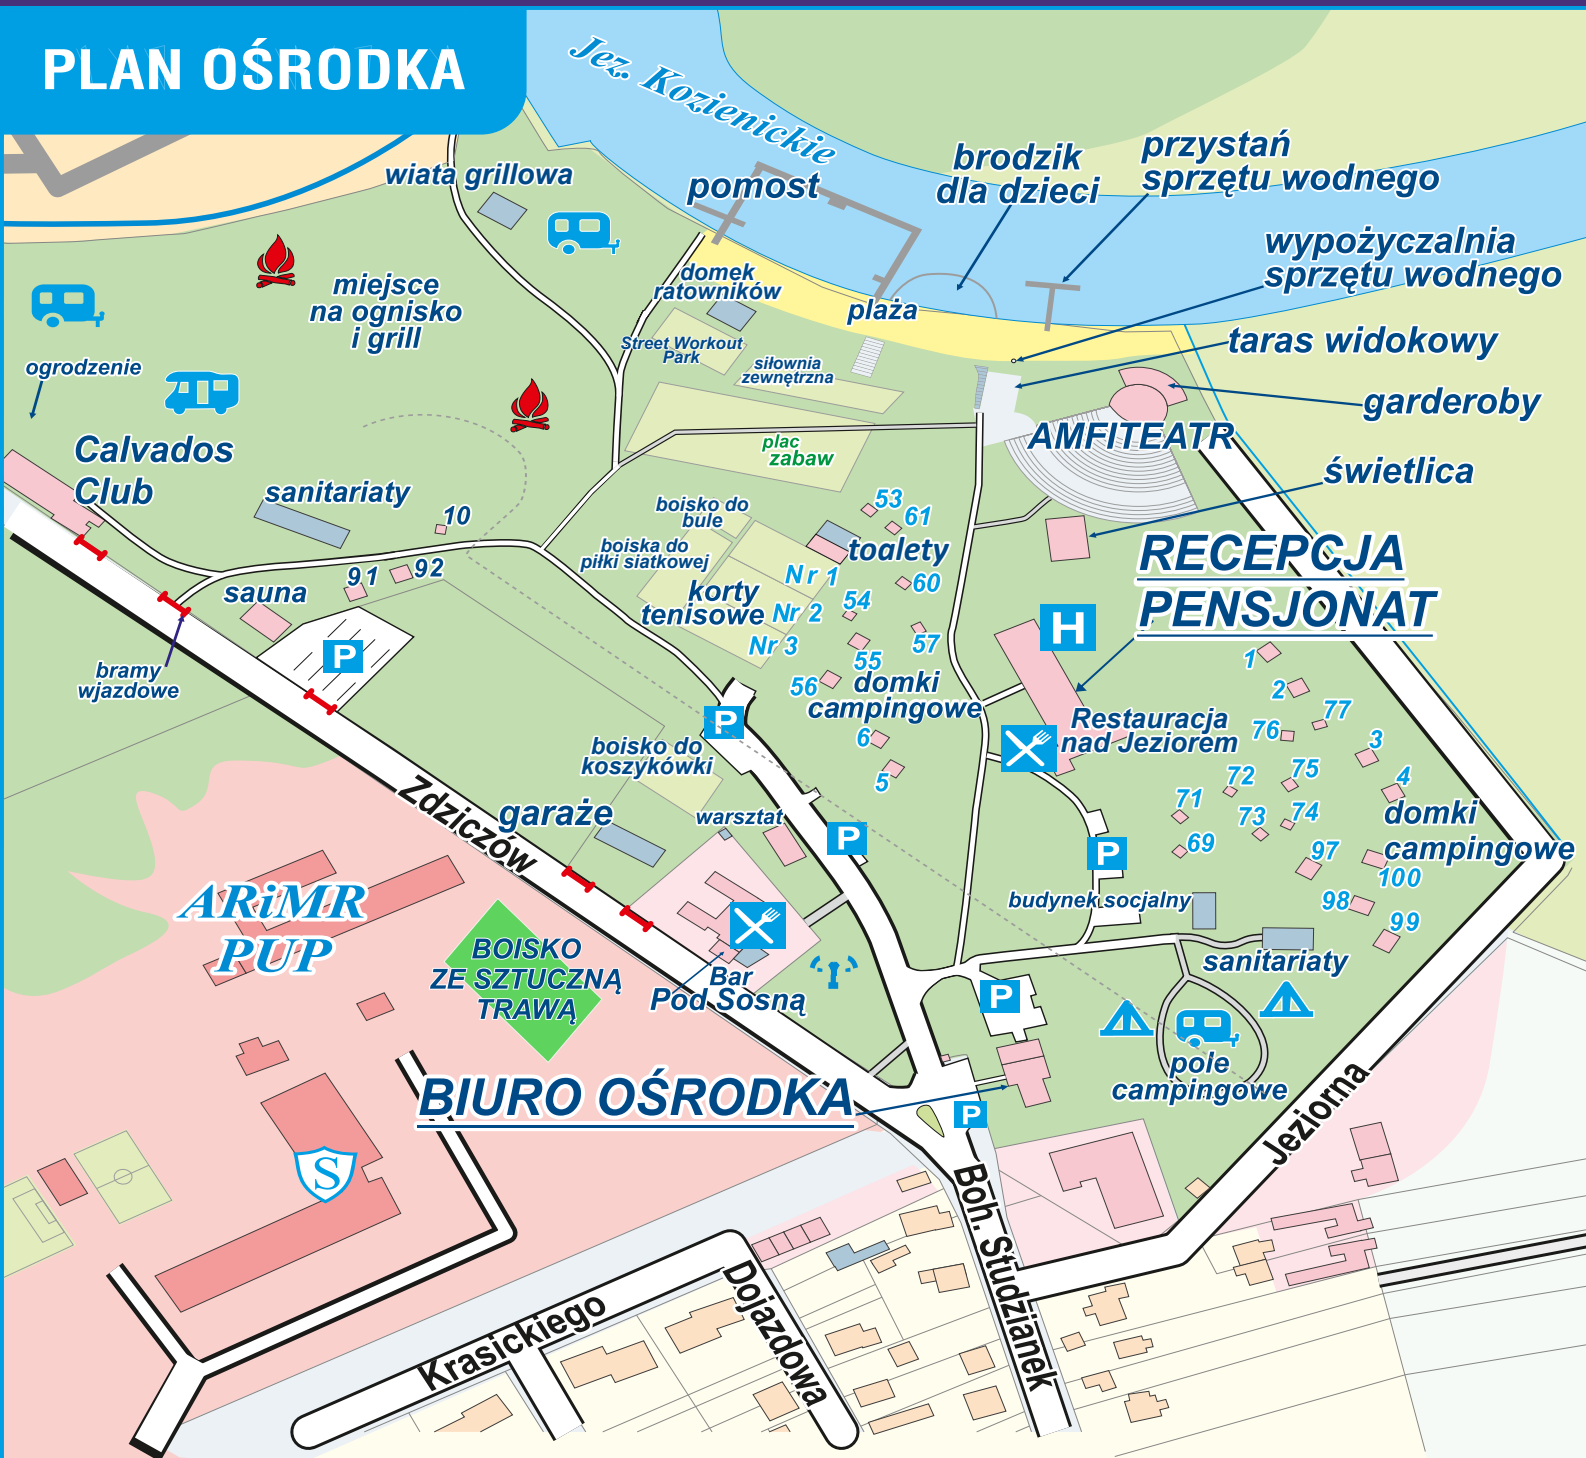 PLAN OŚRODKA
Jez. Kozienickie
wiata grillowa
pomost
brodzik
dla dzieci
przystań
sprzętu wodnego
wypożyczalnia
sprzętu wodnego
domek
ratowników
plaża
miejsce
na ognisko
i grill
Street Workout
Park
siłownia
zewnętrzna
taras widokowy
ogrodzenie
garderoby
AMFITEATR
plac
zabaw
Calvados
Club
świetlica
sanitariaty
10
boisko do
bule
53
61
boiska do
piłki siatkowej
toalety
RECEPCJA
PENSJONAT
91
92
sauna
korty
tenisowe
Nr 1
Nr 2
Nr 3
60
54
57
55
56
H
P
bramy
wjazdowe
domki
campingowe
1
2
77
76
3
Restauracja
nad Jeziorem
P
6
5
boisko do
koszykówki
72
75
4
71
73
74
domki
campingowe
garaże
warsztat
P
P
69
97
100
98
99
Zdziczów
budynek socjalny
ARiMR
PUP
BOISKO
ZE SZTUCZNĄ
TRAWĄ
Bar
Pod Sosną
sanitariaty
P
pole
campingowe
BIURO OŚRODKA
P
Jeziorna
S
Boh. Studzianek
Krasickiego
Dojazdowa